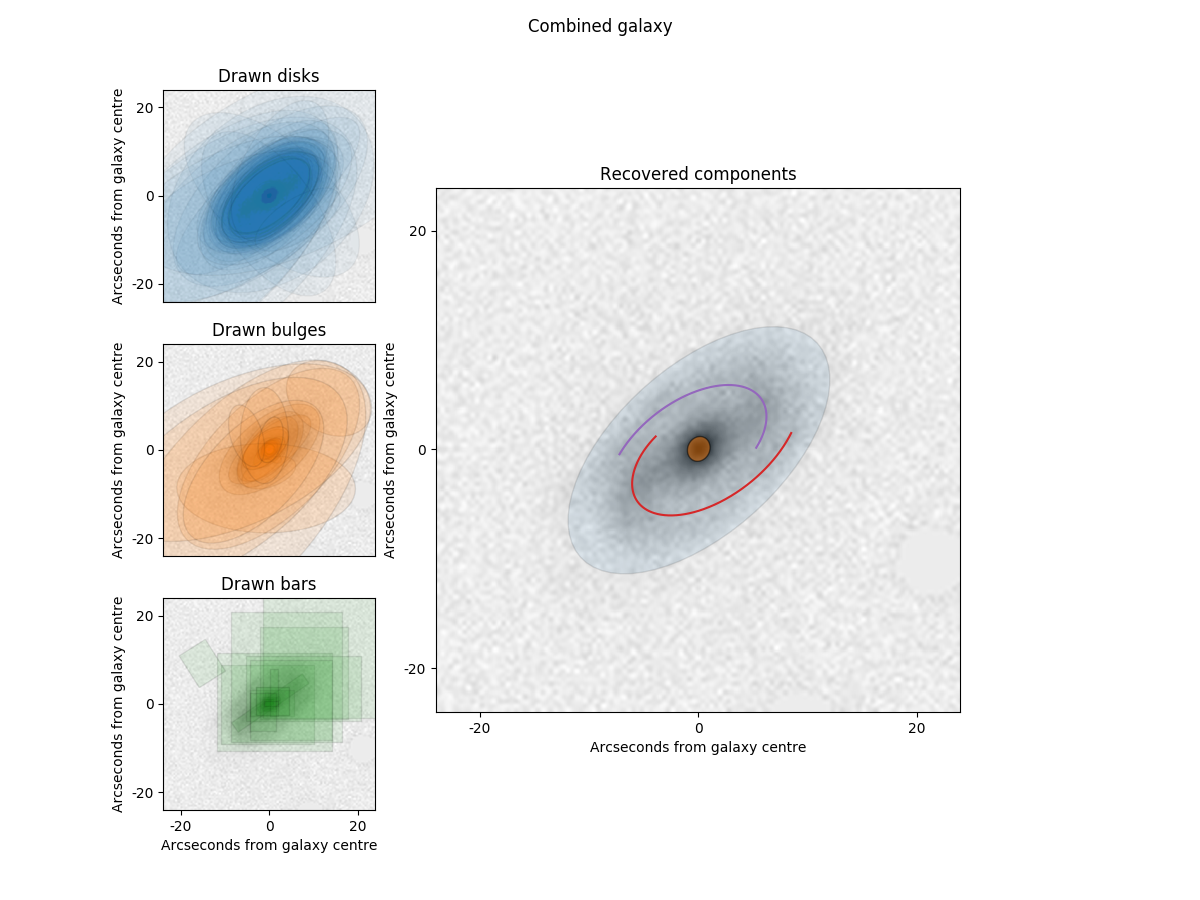 Combined galaxy
Drawn disks
Arcseconds from galaxy centre
20
0
-20
Drawn bulges
Arcseconds from galaxy centre
20
0
-20
Drawn bars
Arcseconds from galaxy centre
20
0
-20
-20 0 20
Arcseconds from galaxy centre
Recovered components
Arcseconds from galaxy centre
20
0
-20
-20 0 20
Arcseconds from galaxy centre